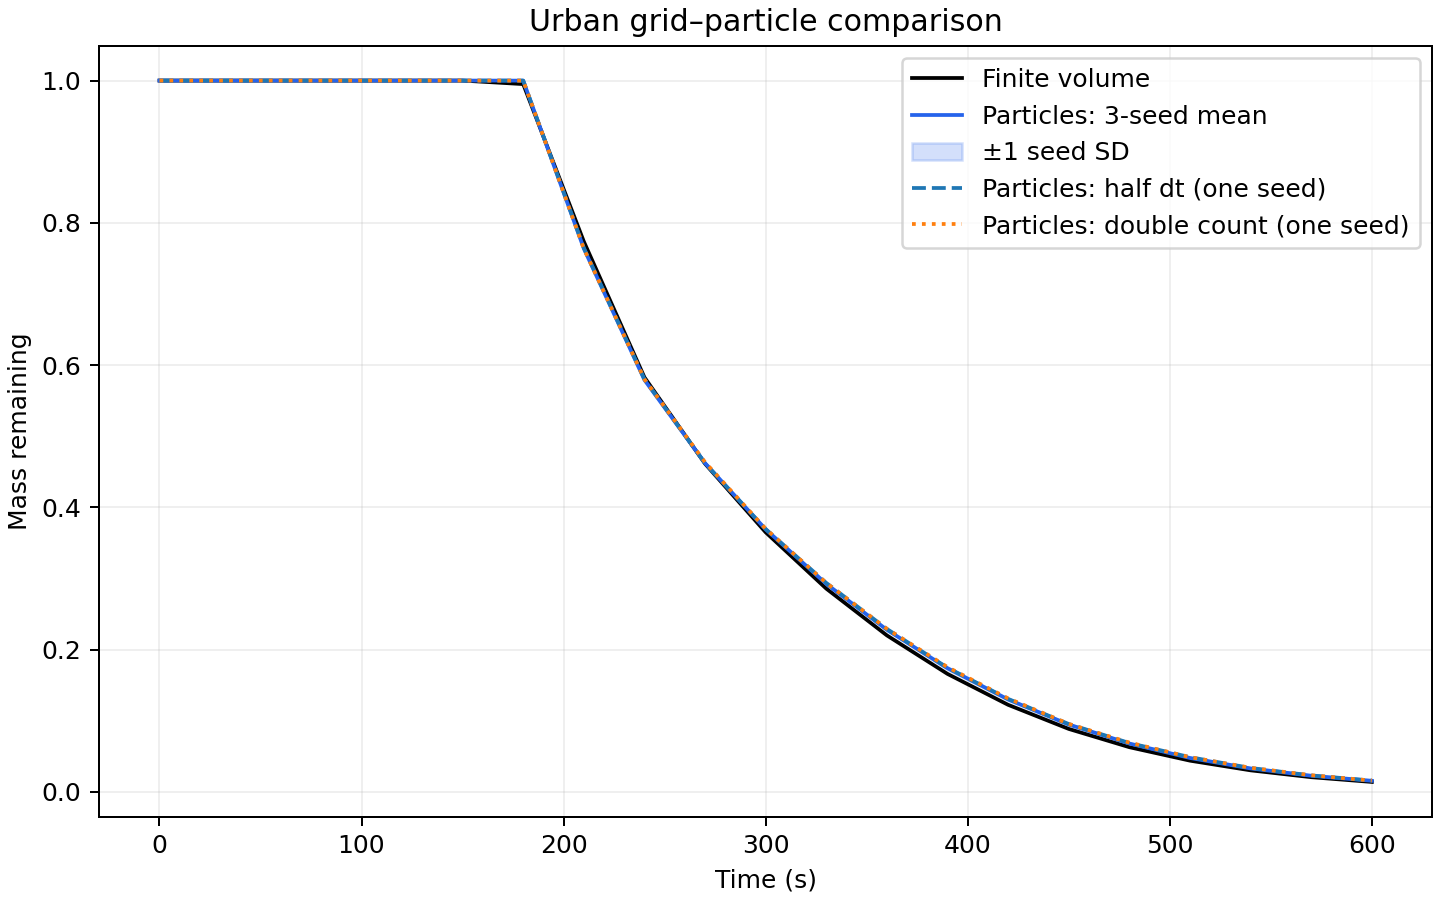 Urban grid–particle comparison
Finite volume
Particles: 3-seed mean
±1 seed SD
Particles: half dt (one seed)
Particles: double count (one seed)
Mass remaining
1.0
0.8
0.6
0.4
0.2
0.0
0 100 200 300 400 500 600
Time (s)